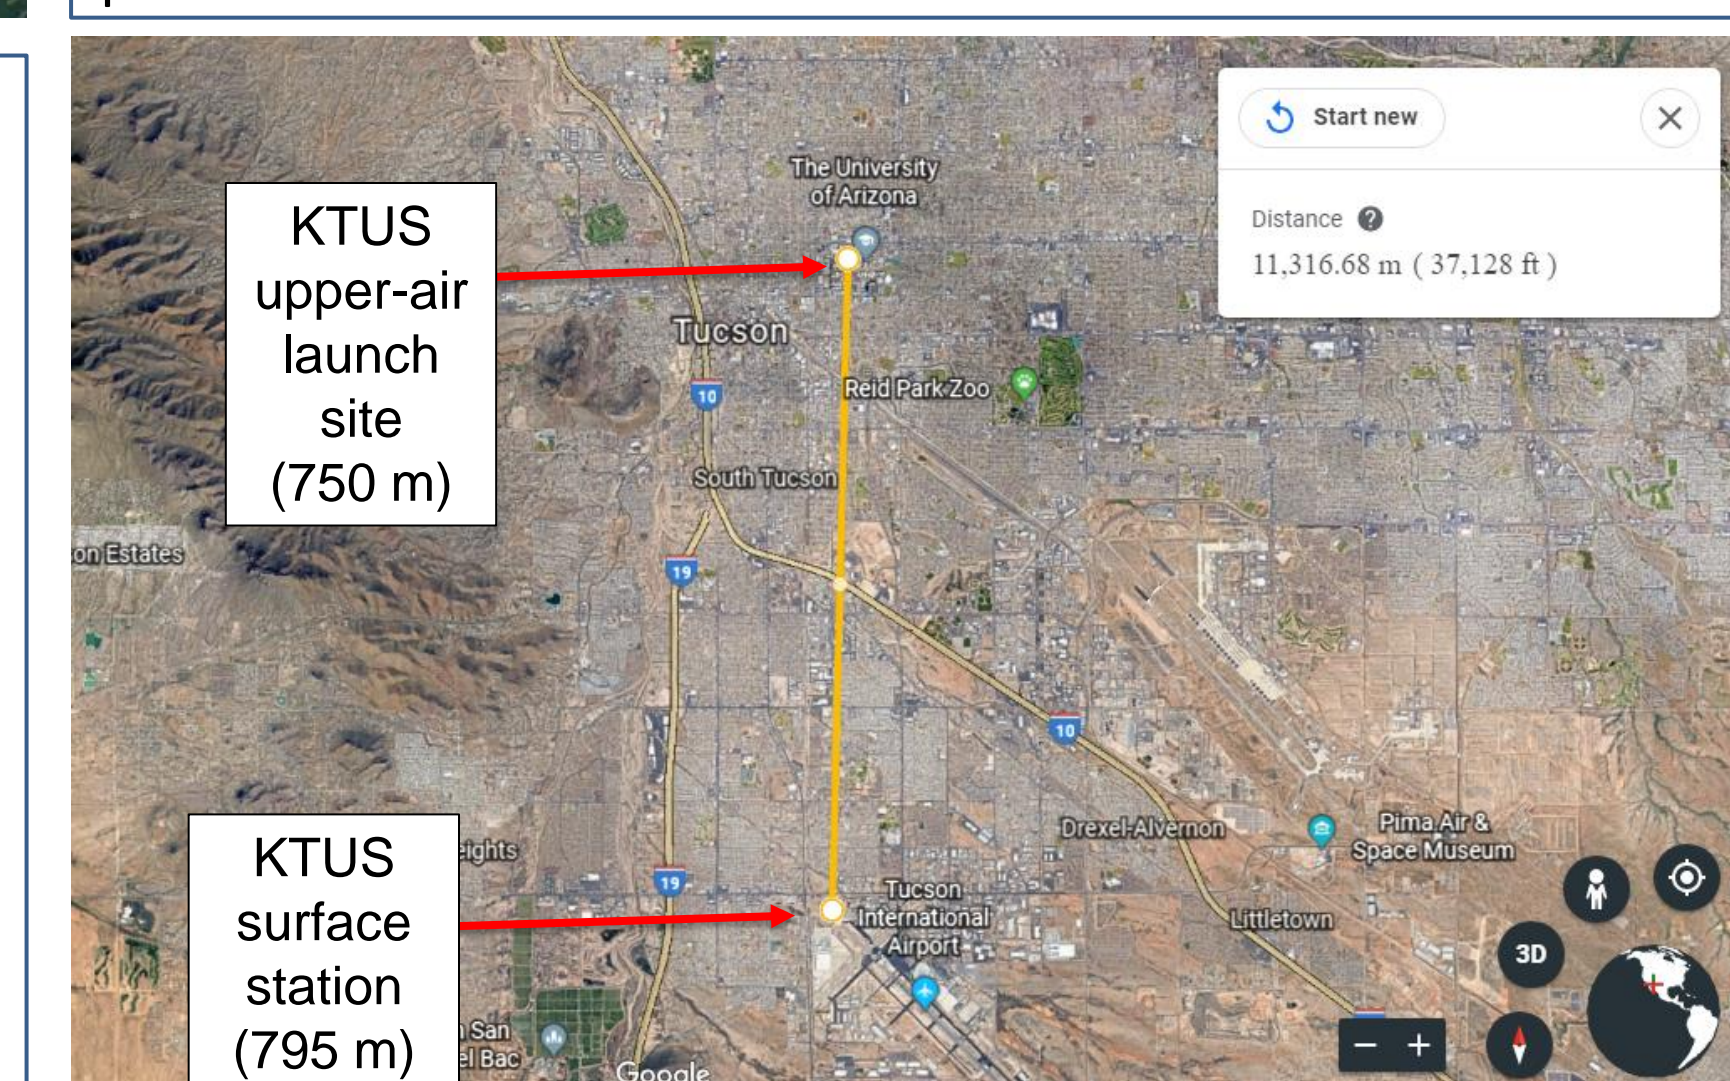 Start new
Distance ?
11,316.68 m ( 37,128 ft )
The University
of Arizona
KTUS
upper-air
launch
site
(750 m)
Tucson
10
Reid Park Zoo
South Tucson
on Estates
19
10
KTUS
surface
station
(795 m)
eights
19
Drexel-Alvernon
Pima Air &
Space Museum
Tucson
International
Airport
Littletown
3D
San
el Bac
Google